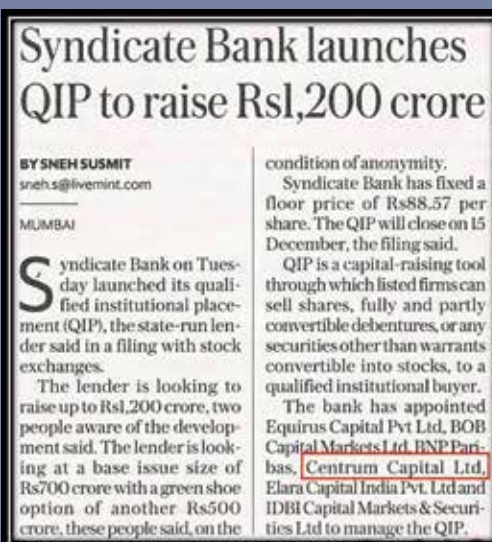 Syndicate Bank launches
QIP to raise Rs1,200 crore
BY SNEH SUSMIT
sneh.s@livemint.com
MUMBAI
Syndicate Bank on Tues-
day launched its quali-
fied institutional place-
ment (QIP), the state-run len-
der said in a filing with stock
exchanges.
The lender is looking to
raise up to Rs1,200 crore, two
people aware of the develop-
ment said. The lender is look-
ing at a base issue size of
Rs700 crore with a green shoe
option of another Rs500
crore, these people said, on the
condition of anonymity.
Syndicate Bank has fixed a
floor price of Rs88.57 per
share. The QIP will close on 15
December, the filing said.
QIP is a capital-raising tool
through which listed firms can
sell shares, fully and partly
convertible debentures, or any
securities other than warrants
convertible into stocks, to a
qualified institutional buyer.
The bank has appointed
Equirus Capital Pvt Ltd, BOB
Capital Markets Ltd, BNP Pari-
bas, Centrum Capital Ltd,
Elara Capital India Pvt. Ltd and
IDBI Capital Markets & Securi-
ties Ltd to manage the QIP.